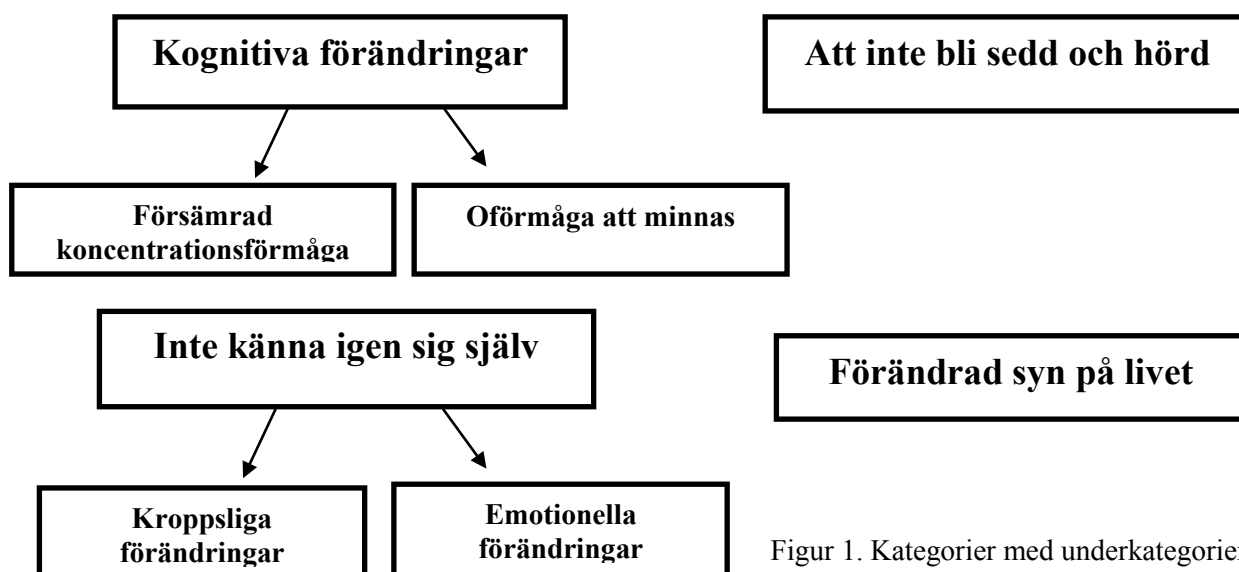 Kognitiva förändringar
Att inte bli sedd och hörd
Försämrad
koncentrationsförmåga
Oförmåga att minnas
Inte känna igen sig själv
Förändrad syn på livet
Kroppsliga
förändringar
Emotionella
förändringar
Figur 1. Kategorier med underkategorier